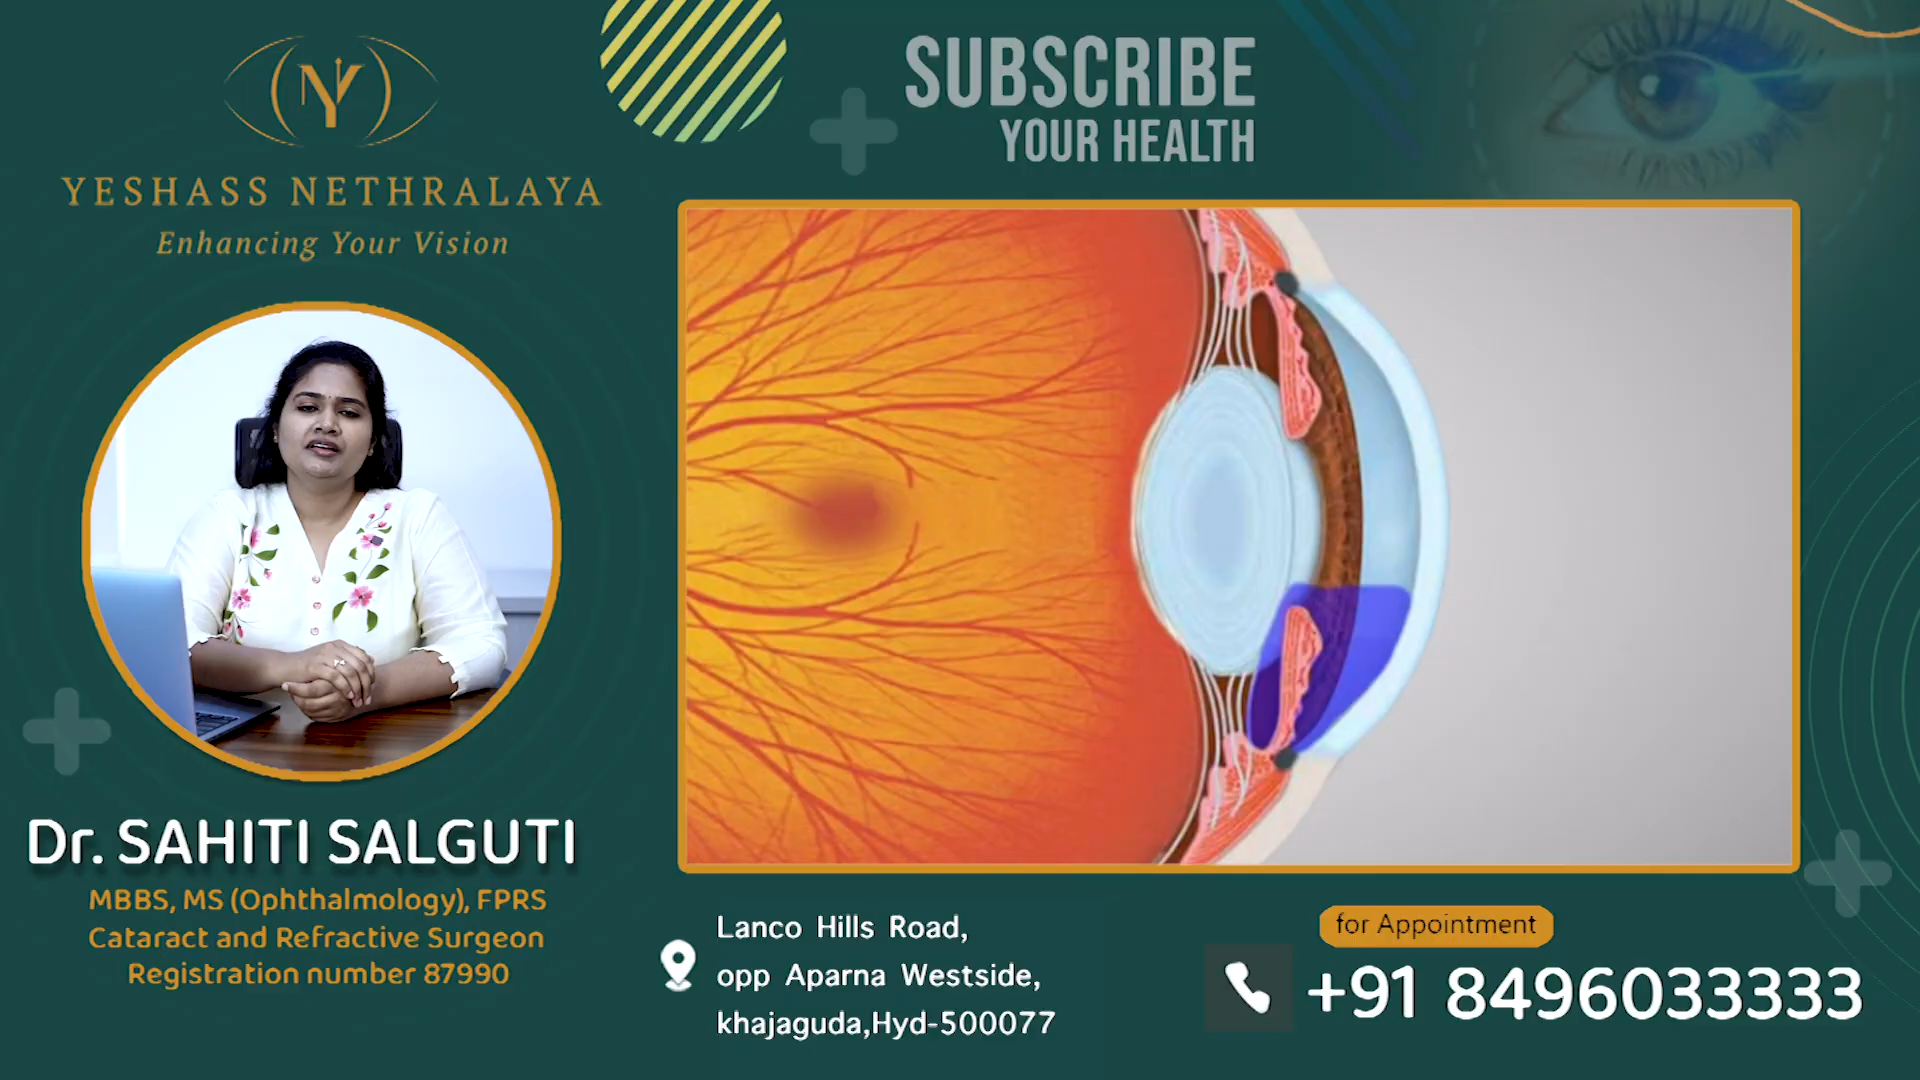 YESHASS NETHRALAYA
Enhancing Your Vision
SUBSCRIBE
YOUR HEALTH
Dr. SAHITI SALGUTI
MBBS, MS (Ophthalmology), FPRS
Cataract and Refractive Surgeon
Registration number 87990
Lanco Hills Road,
opp Aparna Westside,
khajaguda,Hyd-500077
for Appointment
+91 8496033333